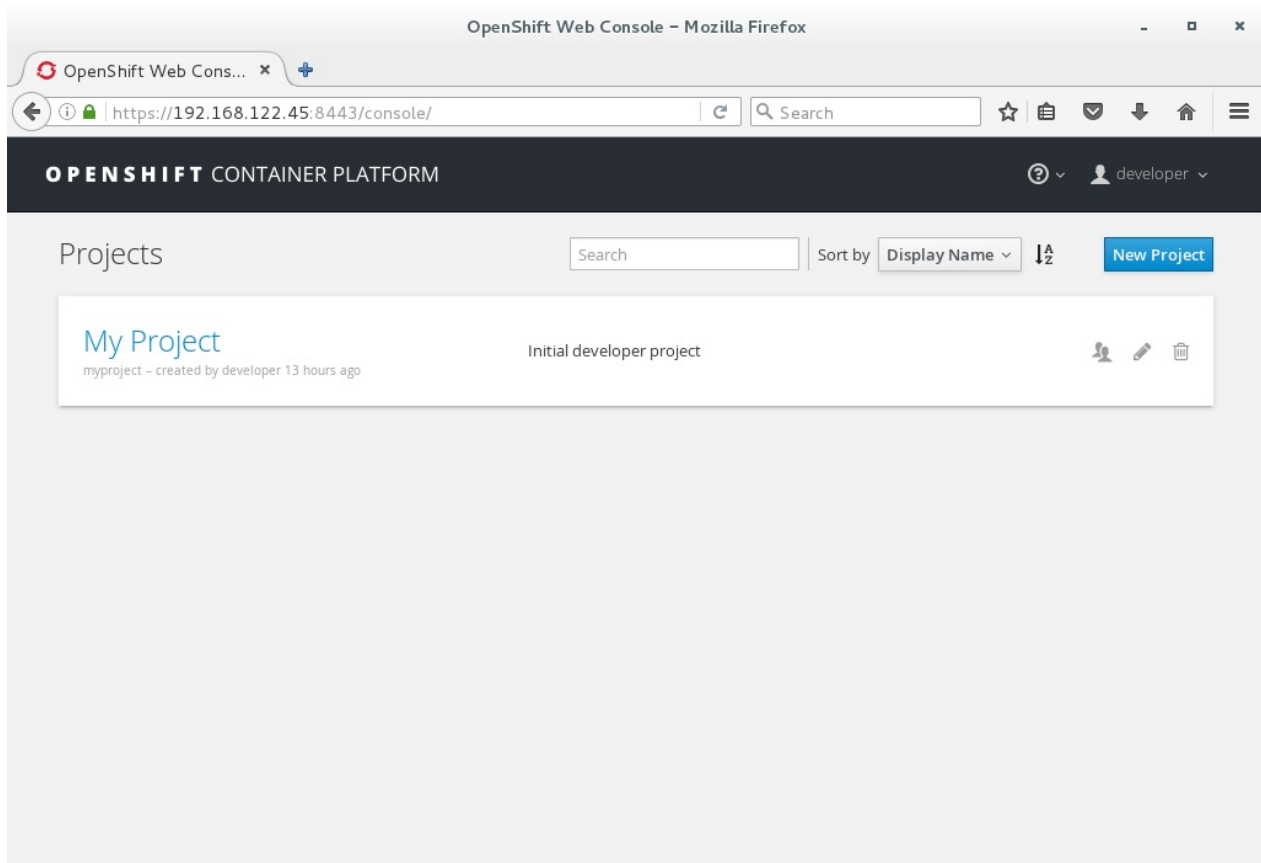 OpenShift Web Console – Mozilla Firefox
OpenShift Web Cons...
https://192.168.122.45:8443/console/
Search
OPENSHIFT CONTAINER PLATFORM
developer
Projects
Search
Sort by
Display Name
New Project
My Project
Initial developer project
myproject – created by developer 13 hours ago